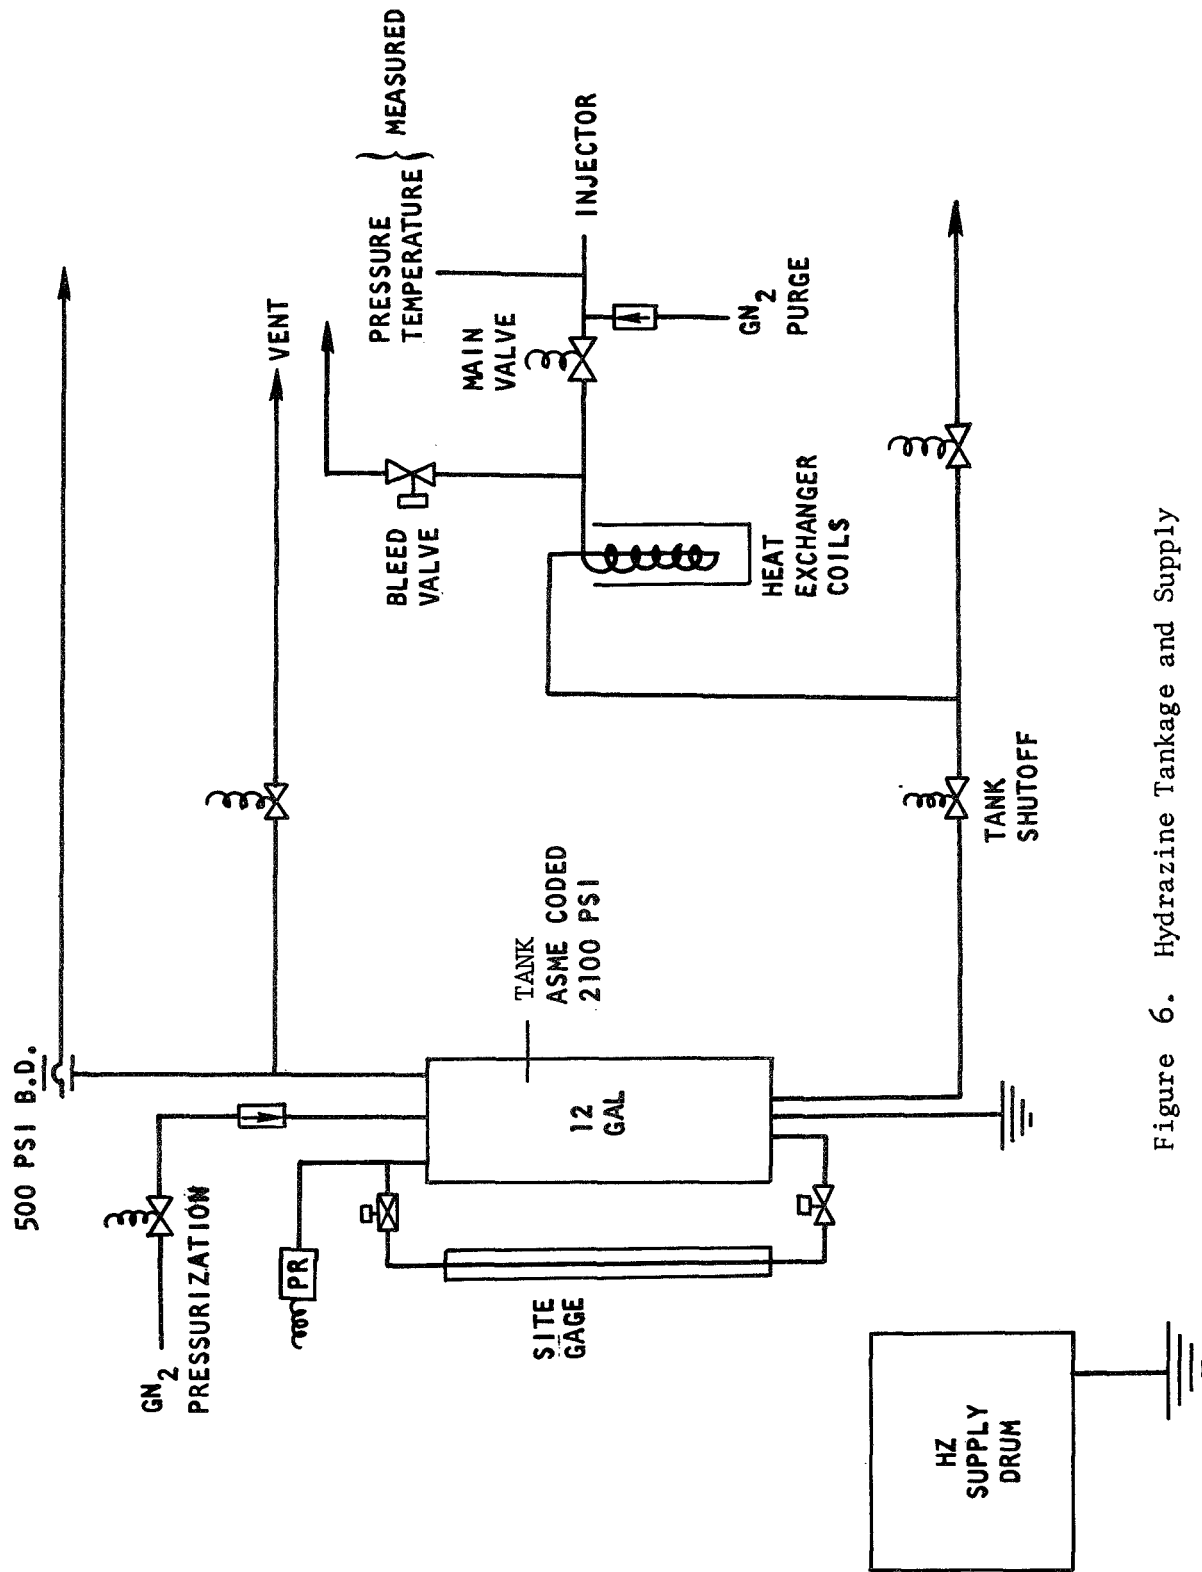 500 PSI B.D.
GN2
PRESSURIZATION
PR
SITE
GAGE
12
GAL
TANK
ASME CODED
2100 PSI
VENT
BLEED
VALVE
MAIN
VALVE
PRESSURE
TEMPERATURE
} MEASURED
INJECTOR
GN2
PURGE
HEAT
EXCHANGER
COILS
TANK
SHUTOFF
HZ
SUPPLY
DRUM
Figure 6. Hydrazine Tankage and Supply